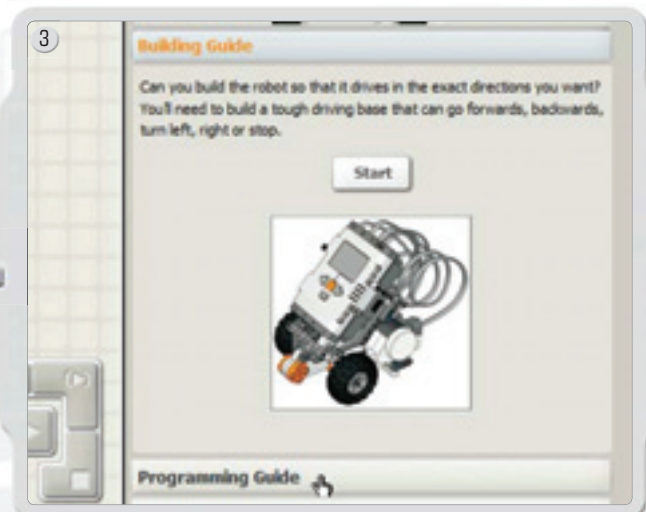 3
Building Guide
Can you build the robot so that it drives in the exact directions you want?
You'll need to build a tough driving base that can go forwards, backwards,
turn left, right or stop.
Start
Programming Guide